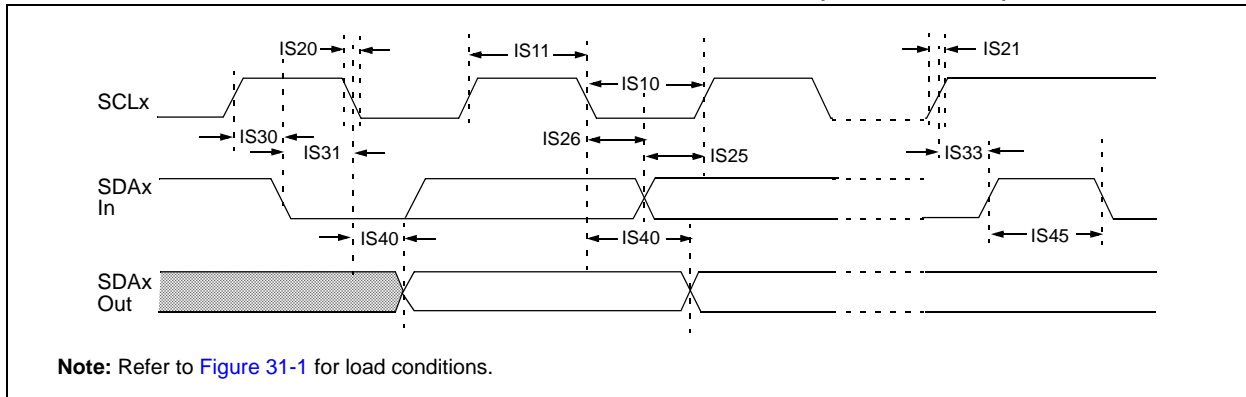 IS20
IS11
IS21
IS10
SCLx
IS30
IS26
IS31
IS25
IS33
SDAx
In
IS40
IS40
IS45
SDAx
Out
Note: Refer to Figure 31-1 for load conditions.